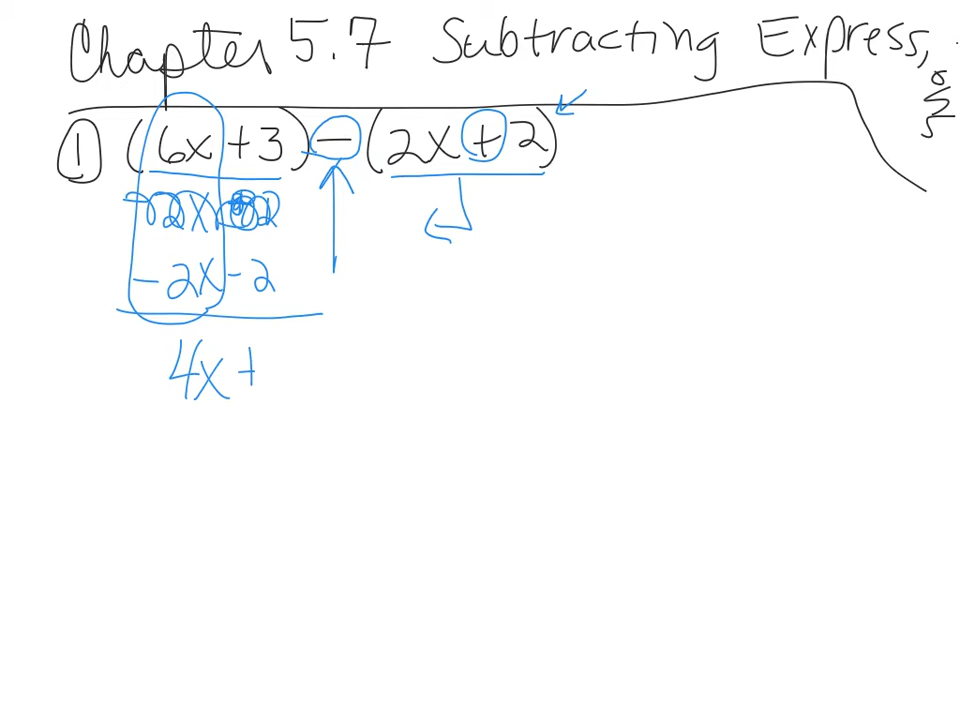 Chapter 5.7 Subtracting Express,
① (6x+3)-(2x+2)
-2x-2
4x+